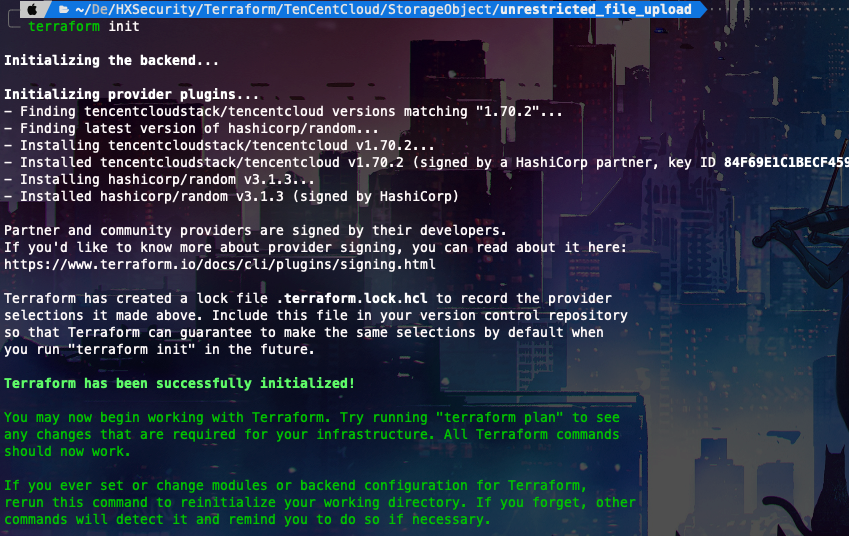 ~/De/HXSecurity/Terraform/TenCentCloud/StorageObject/unrestricted_file_upload
terraform init
Initializing the backend...
Initializing provider plugins...
- Finding tencentcloudstack/tencentcloud versions matching "1.70.2"...
- Finding latest version of hashicorp/random...
- Installing tencentcloudstack/tencentcloud v1.70.2...
- Installed tencentcloudstack/tencentcloud v1.70.2 (signed by a HashiCorp partner, key ID 84F69E1C1BECF459
- Installing hashicorp/random v3.1.3...
- Installed hashicorp/random v3.1.3 (signed by HashiCorp)
Partner and community providers are signed by their developers.
If you'd like to know more about provider signing, you can read about it here:
https://www.terraform.io/docs/cli/plugins/signing.html
Terraform has created a lock file .terraform.lock.hcl to record the provider
selections it made above. Include this file in your version control repository
so that Terraform can guarantee to make the same selections by default when
you run "terraform init" in the future.
Terraform has been successfully initialized!
You may now begin working with Terraform. Try running "terraform plan" to see
any changes that are required for your infrastructure. All Terraform commands
should now work.
If you ever set or change modules or backend configuration for Terraform,
rerun this command to reinitialize your working directory. If you forget, other
commands will detect it and remind you to do so if necessary.